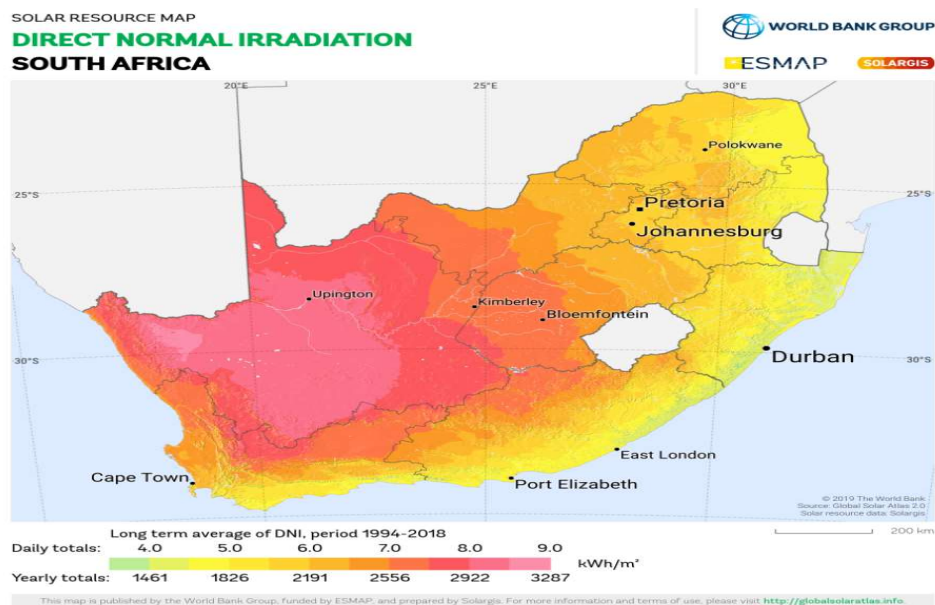 SOLAR RESOURCE MAP
DIRECT NORMAL IRRADIATION
SOUTH AFRICA
WORLD BANK GROUP
ESMAP SOLARGIS
20°E 25°E 30°E
Polokwane
25°S 25°S
Pretoria
Johannesburg
Upington
Kimberley
Bloemfontein
Durban
30°S 30°S
East London
Cape Town
Port Elizabeth
© 2019 The World Bank
Source: Global Solar Atlas 2.0
Solar resource data: Solargis
200 km
Long term average of DNI, period 1994-2018
Daily totals: 4.0 5.0 6.0 7.0 8.0 9.0
kWh/m²
Yearly totals: 1461 1826 2191 2556 2922 3287
This map is published by the World Bank Group, funded by ESMAP, and prepared by Solargis. For more information and terms of use, please visit http://globalsolaratlas.info.